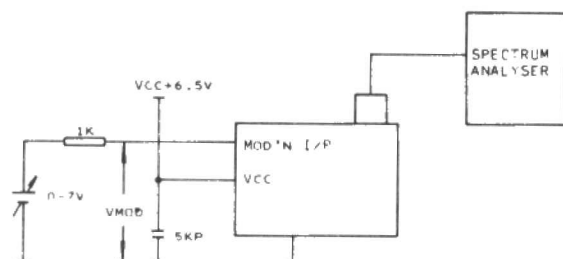 SPECTRUM
ANALYSER
VCC+6.5V
1K
MOD'N I/P
VCC
0-7V
VMOD
5KP